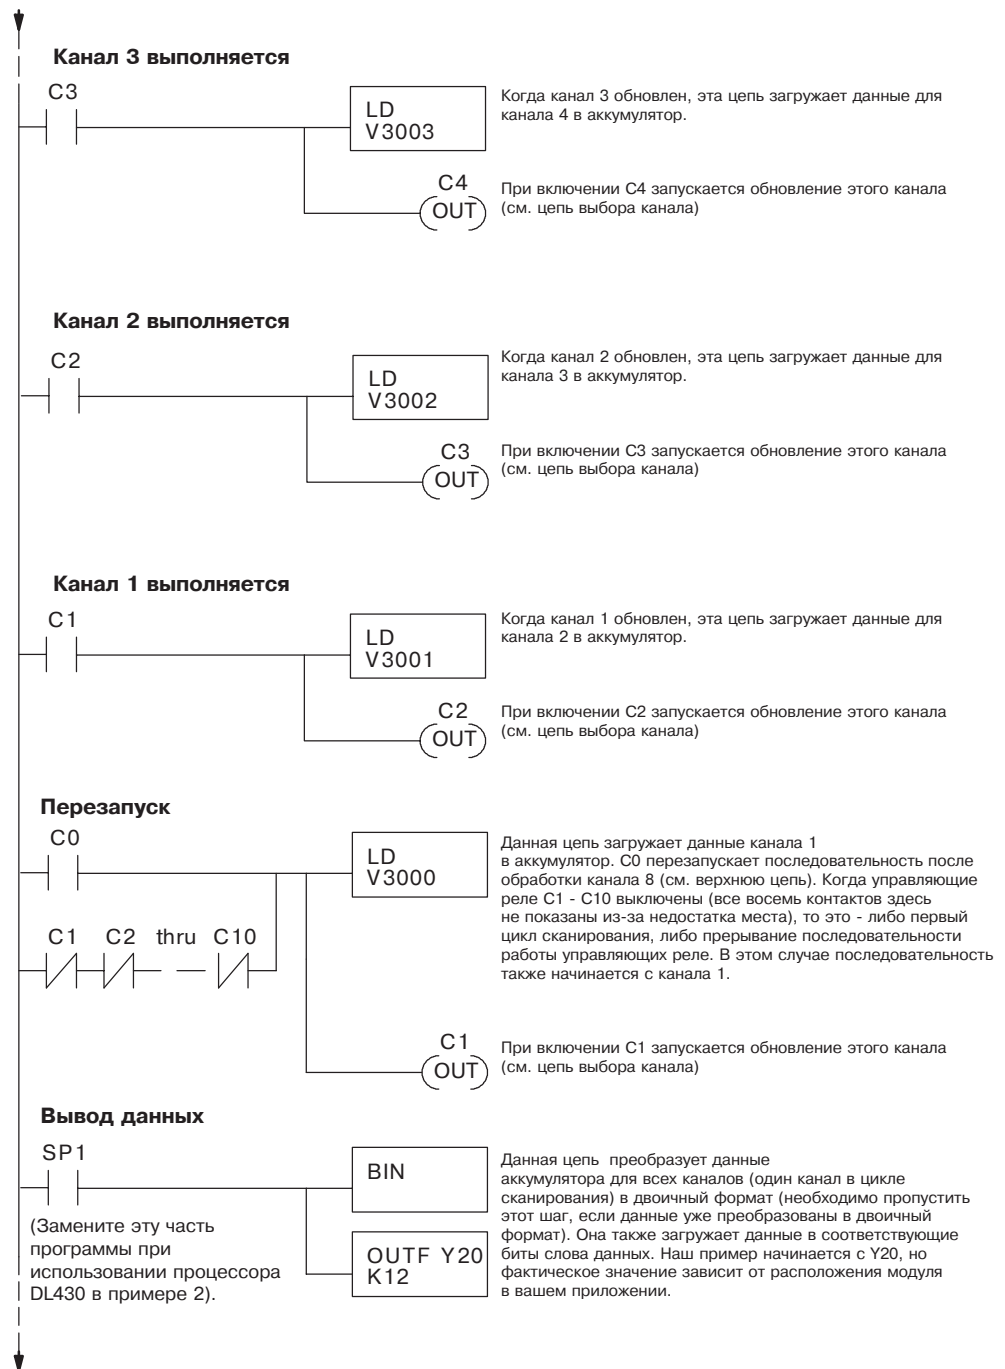 Канал 3 выполняется
C3
LD
V3003
Когда канал 3 обновлен, эта цепь загружает данные для
канала 4 в аккумулятор.
C4
OUT
При включении C4 запускается обновление этого канала
(см. цепь выбора канала)
Канал 2 выполняется
C2
LD
V3002
Когда канал 2 обновлен, эта цепь загружает данные для
канала 3 в аккумулятор.
C3
OUT
При включении C3 запускается обновление этого канала
(см. цепь выбора канала)
Канал 1 выполняется
C1
LD
V3001
Когда канал 1 обновлен, эта цепь загружает данные для
канала 2 в аккумулятор.
C2
OUT
При включении C2 запускается обновление этого канала
(см. цепь выбора канала)
Перезапуск
C0
LD
V3000
Данная цепь загружает данные канала 1
в аккумулятор. C0 перезапускает последовательность после
обработки канала 8 (см. верхнюю цепь). Когда управляющие
реле C1 - C10 выключены (все восемь контактов здесь
не показаны из-за недостатка места), то это - либо первый
цикл сканирования, либо прерывание последовательности
работы управляющих реле. В этом случае последовательность
также начинается с канала 1.
C1 C2 thru C10
C1
OUT
При включении C1 запускается обновление этого канала
(см. цепь выбора канала)
Вывод данных
SP1
BIN
OUTF Y20
K12
Данная цепь преобразует данные
аккумулятора для всех каналов (один канал в цикле
сканирования) в двоичный формат (необходимо пропустить
этот шаг, если данные уже преобразованы в двоичный
формат). Она также загружает данные в соответствующие
биты слова данных. Наш пример начинается с Y20, но
фактическое значение зависит от расположения модуля
в вашем приложении.
(Замените эту часть
программы при
использовании процессора
DL430 в примере 2).